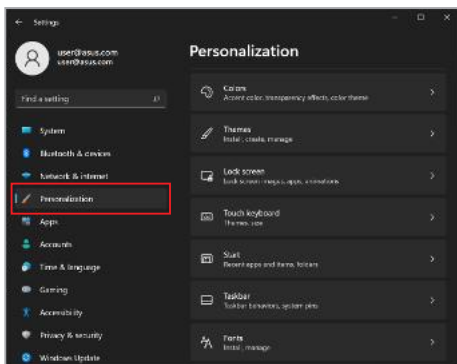 Settings
user@asus.com
user@asus.com
Find a setting
System
Bluetooth & devices
Network & internet
Personalization
Apps
Accounts
Time & language
Gaming
Accessibility
Privacy & security
Windows Update
Personalization
Colors
Accent color, transparency effects, color theme
Themes
Install, create, manage
Lock screen
Lock screen images, apps, animations
Touch keyboard
Themes, size
Start
Recent apps and items, folders
Taskbar
Taskbar behaviors, system pins
Fonts
Install, manage